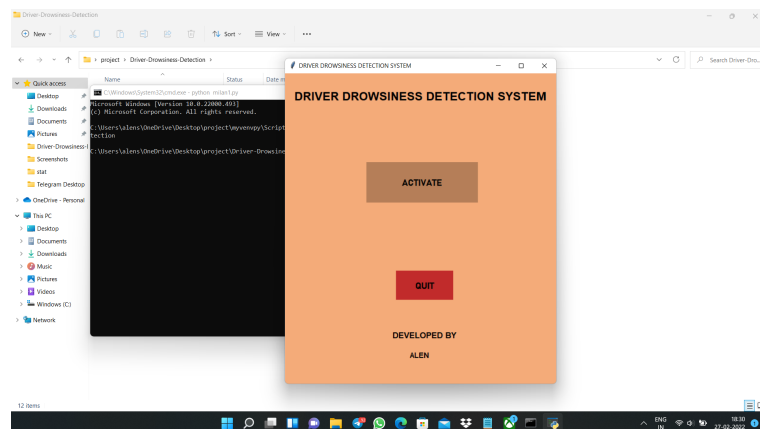 Driver-Drowsiness-Detection
New
Sort
View
project > Driver-Drowsiness-Detection
Search Driver-Dro...
Quick access
Desktop
Downloads
Documents
Pictures
Driver-Drowsiness-
Screenshots
stat
Telegram Desktop
OneDrive - Personal
This PC
Desktop
Documents
Downloads
Music
Pictures
Videos
Windows (C:)
Network
Name
Status
Date m
C:\Windows\System32\cmd.exe - python milan1.py
Microsoft Windows [Version 10.0.22000.493]
(c) Microsoft Corporation. All rights reserved.
C:\Users\alens\OneDrive\Desktop\project\myvenvpy\Script
tection
C:\Users\alens\OneDrive\Desktop\project\Driver-Drowsine
DRIVER DROWSINESS DETECTION SYSTEM
DRIVER DROWSINESS DETECTION SYSTEM
ACTIVATE
QUIT
DEVELOPED BY
ALEN
12 items
ENG
IN
18:30
27-02-2022